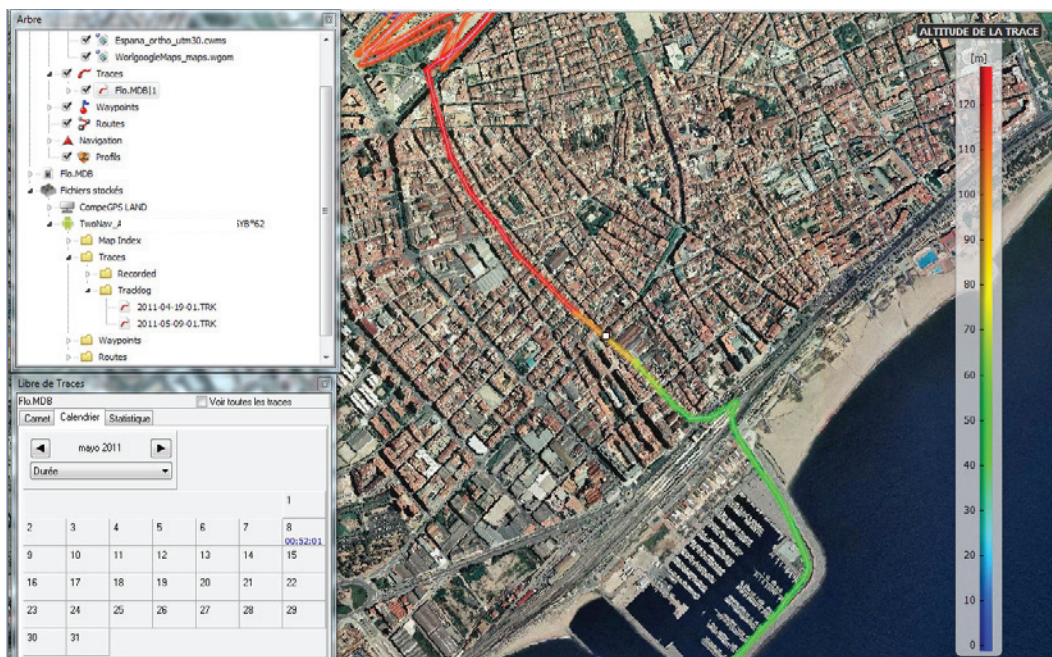 Arbre
Espana_ortho_utm30.cwms
WorlgoogleMaps_maps.wgom
Traces
Flo.MDB|1
Waypoints
Routes
Navigation
Profils
Flo.MDB
Fichiers stockés
CompeGPS LAND
TwoNav_A SYB*62
Map Index
Traces
Recorded
Tracklog
2011-04-19-01.TRK
2011-05-09-01.TRK
Waypoints
Routes
Libre de Traces
Flo.MDB Voir toutes les traces
Carnet Calendrier Statistique
mayo 2011
Durée
1
2 3 4 5 6 7 8
00:52:01
9 10 11 12 13 14 15
16 17 18 19 20 21 22
23 24 25 26 27 28 29
30 31
ALTITUDE DE LA TRACE
[m]
120
100
90
80
70
60
50
40
30
20
10
0